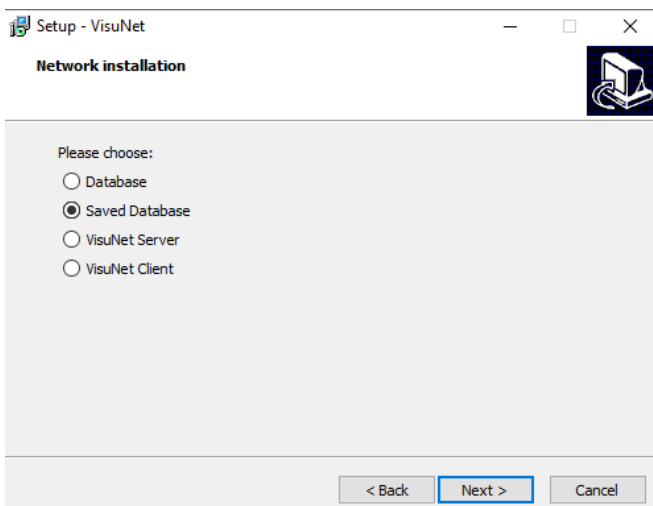 Setup - VisuNet
Network installation
Please choose:
Database
Saved Database
VisuNet Server
VisuNet Client
< Back Next > Cancel